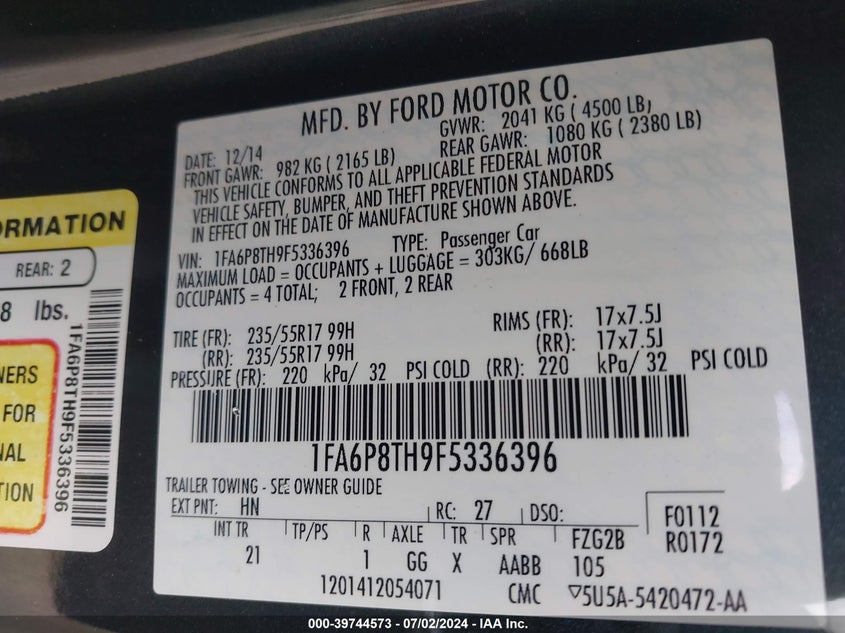 MFD. BY FORD MOTOR CO.
DATE: 12/14 GVWR: 2041 KG ( 4500 LB)
FRONT GAWR: 982 KG ( 2165 LB) REAR GAWR: 1080 KG ( 2380 LB)
THIS VEHICLE CONFORMS TO ALL APPLICABLE FEDERAL MOTOR
VEHICLE SAFETY, BUMPER, AND THEFT PREVENTION STANDARDS
IN EFFECT ON THE DATE OF MANUFACTURE SHOWN ABOVE.
VIN: 1FA6P8TH9F5336396 TYPE: Passenger Car
MAXIMUM LOAD = OCCUPANTS + LUGGAGE = 303KG/ 668LB
OCCUPANTS = 4 TOTAL; 2 FRONT, 2 REAR
TIRE (FR): 235/55R17 99H RIMS (FR): 17x7.5J
(RR): 235/55R17 99H (RR): 17x7.5J
PRESSURE (FR): 220 kPa/ 32 PSI COLD (RR): 220 kPa/ 32 PSI COLD
1FA6P8TH9F5336396
TRAILER TOWING - SEE OWNER GUIDE
EXT PNT: HN RC: 27 DSO: F0112
INT TR TP/PS R AXLE TR SPR FZG2B R0172
21 1 GG X AABB 105
1201412054071 CMC ▽5U5A-5420472-AA
ORMATION
REAR: 2
8 lbs.
1FA6P8TH9F5336396
NERS
FOR
NAL
TION
000-39744573 - 07/02/2024 - IAA Inc.